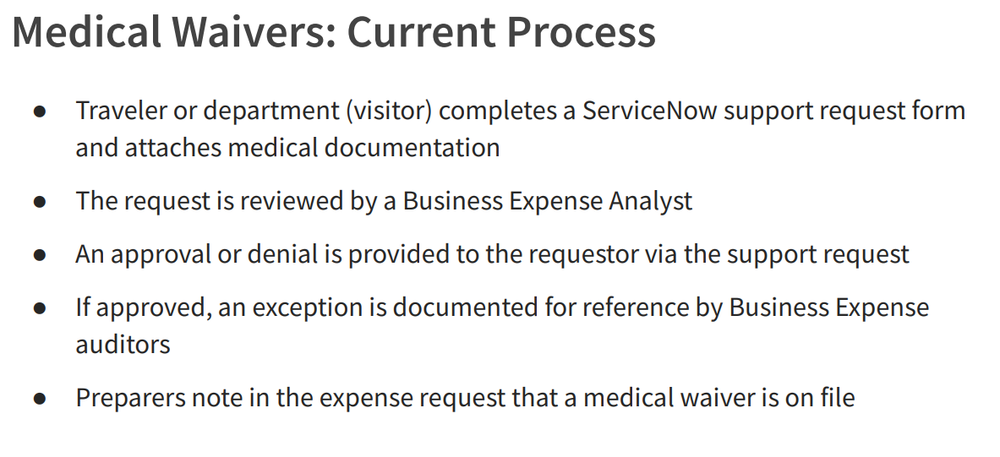 Medical Waivers: Current Process
● Traveler or department (visitor) completes a ServiceNow support request form
and attaches medical documentation
● The request is reviewed by a Business Expense Analyst
● An approval or denial is provided to the requestor via the support request
● If approved, an exception is documented for reference by Business Expense
auditors
● Preparers note in the expense request that a medical waiver is on file